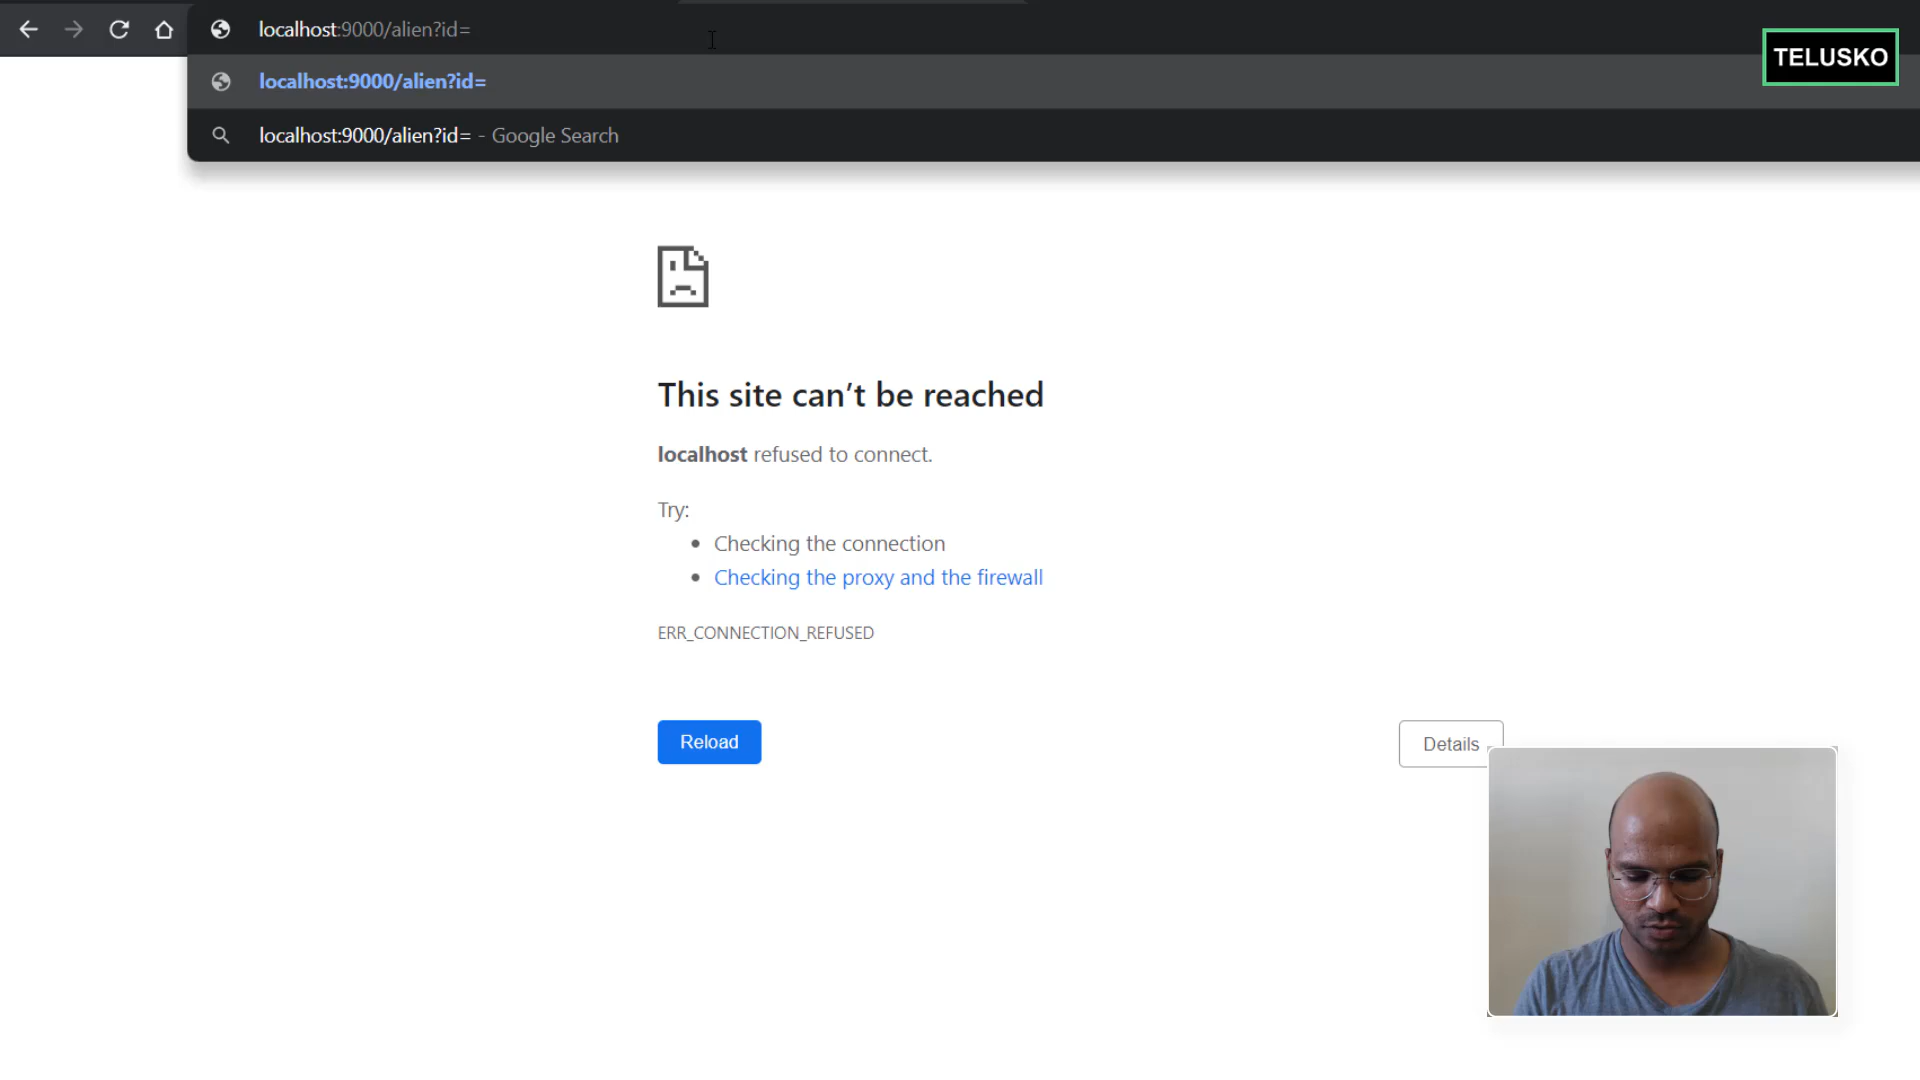 localhost:9000/alien?id=
localhost:9000/alien?id=
localhost:9000/alien?id= - Google Search
TELUSKO
This site can't be reached
localhost refused to connect.
Try:
• Checking the connection
• Checking the proxy and the firewall
ERR_CONNECTION_REFUSED
Reload
Details